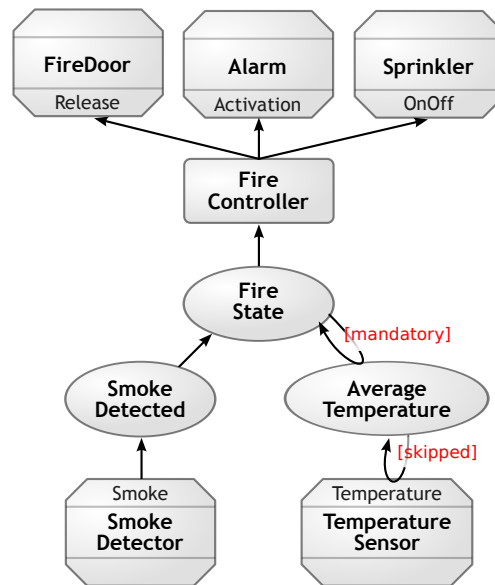 FireDoor
Release
Alarm
Activation
Sprinkler
OnOff
Fire
Controller
Fire
State
[mandatory]
Smoke
Detected
Average
Temperature
[skipped]
Smoke
Smoke
Detector
Temperature
Temperature
Sensor